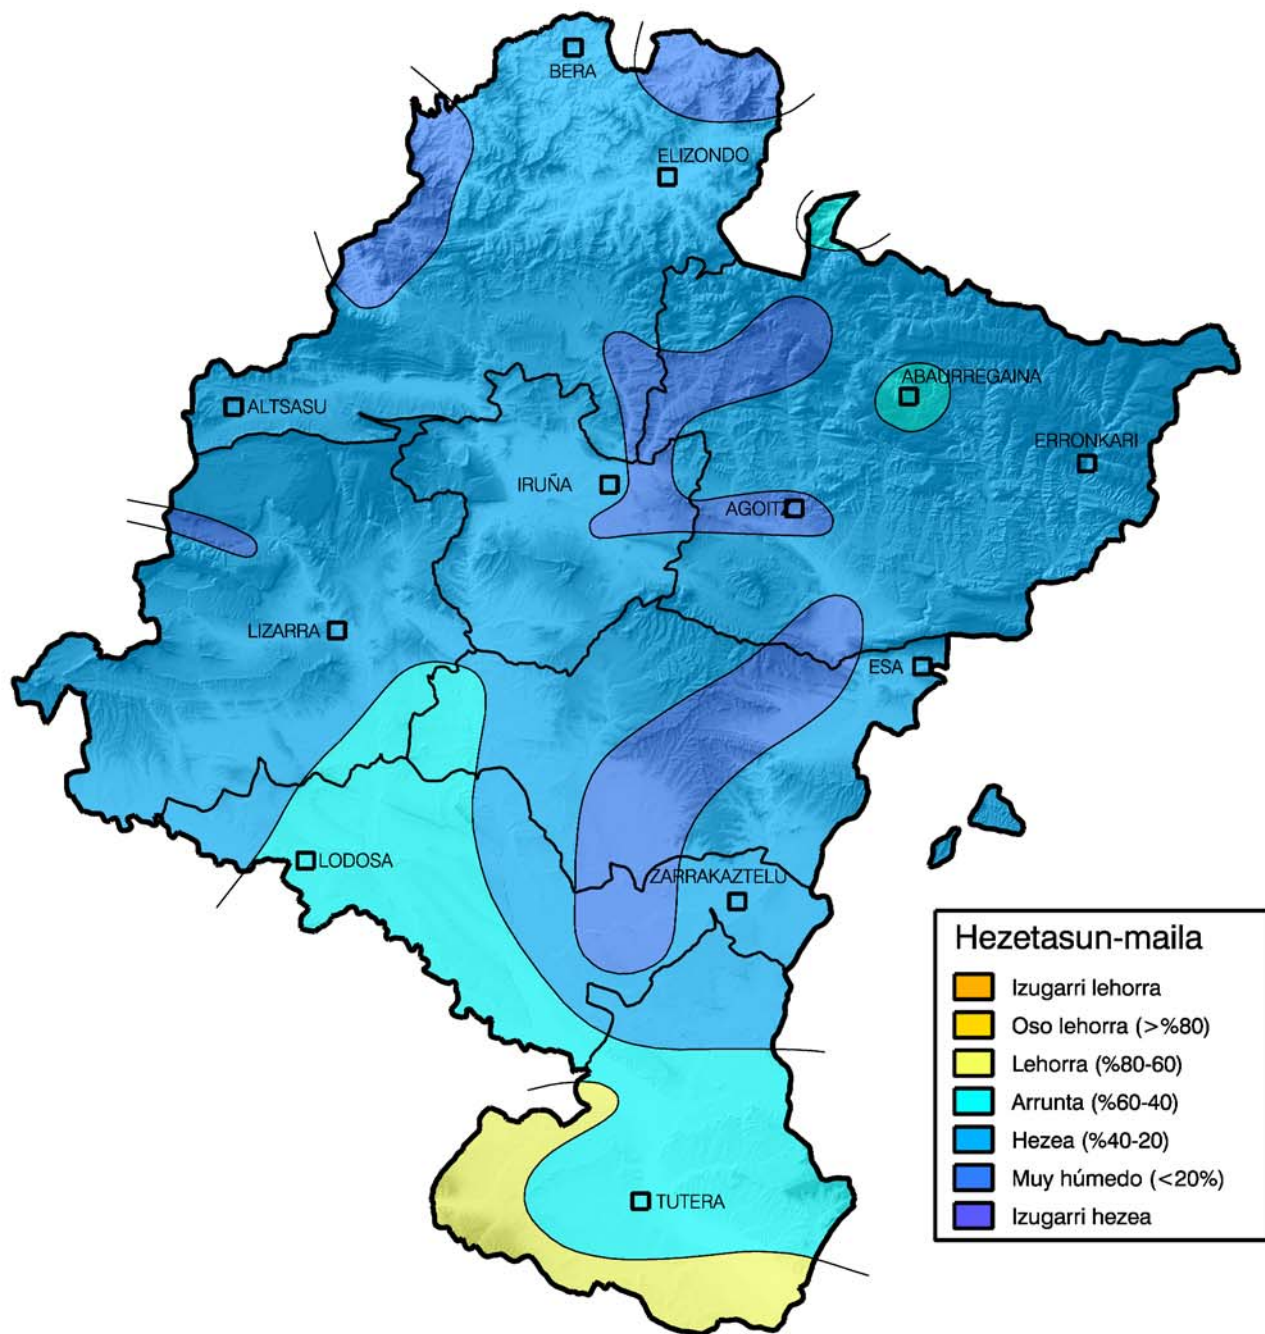 BERA
ELIZONDO
ABAURREGAINA
ALTSASU
ERRONKARI
IRUÑA
AGOITZ
LIZARRA
ESA
LODOSA
ZARRAKAZTELU
TUTERA
Hezetasun-maila
Izugarri lehorra
Oso lehorra (>%80)
Lehorra (%80-60)
Arrunta (%60-40)
Hezea (%40-20)
Muy húmedo (<20%)
Izugarri hezea